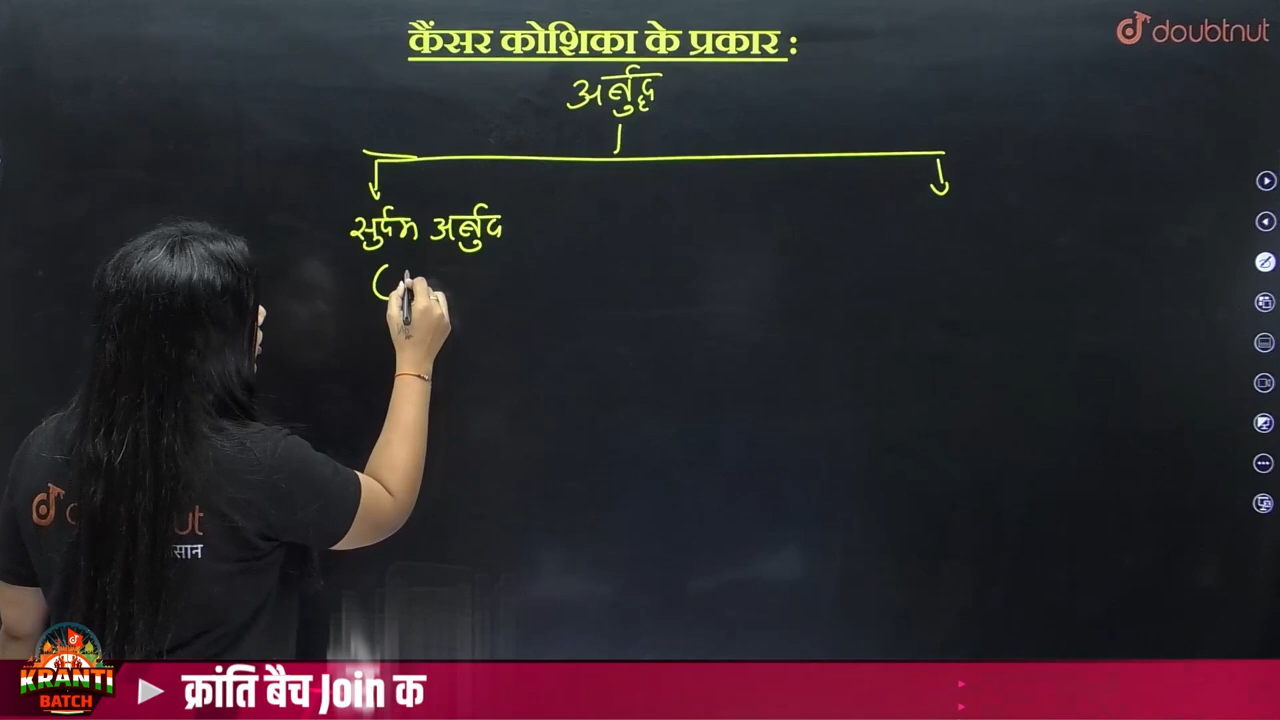 कैंसर कोशिका के प्रकार :
doubtnut
अर्बुद्द
सुर्दम अर्बुद
(
KRANTI
BATCH
क्रांति बैच Join क